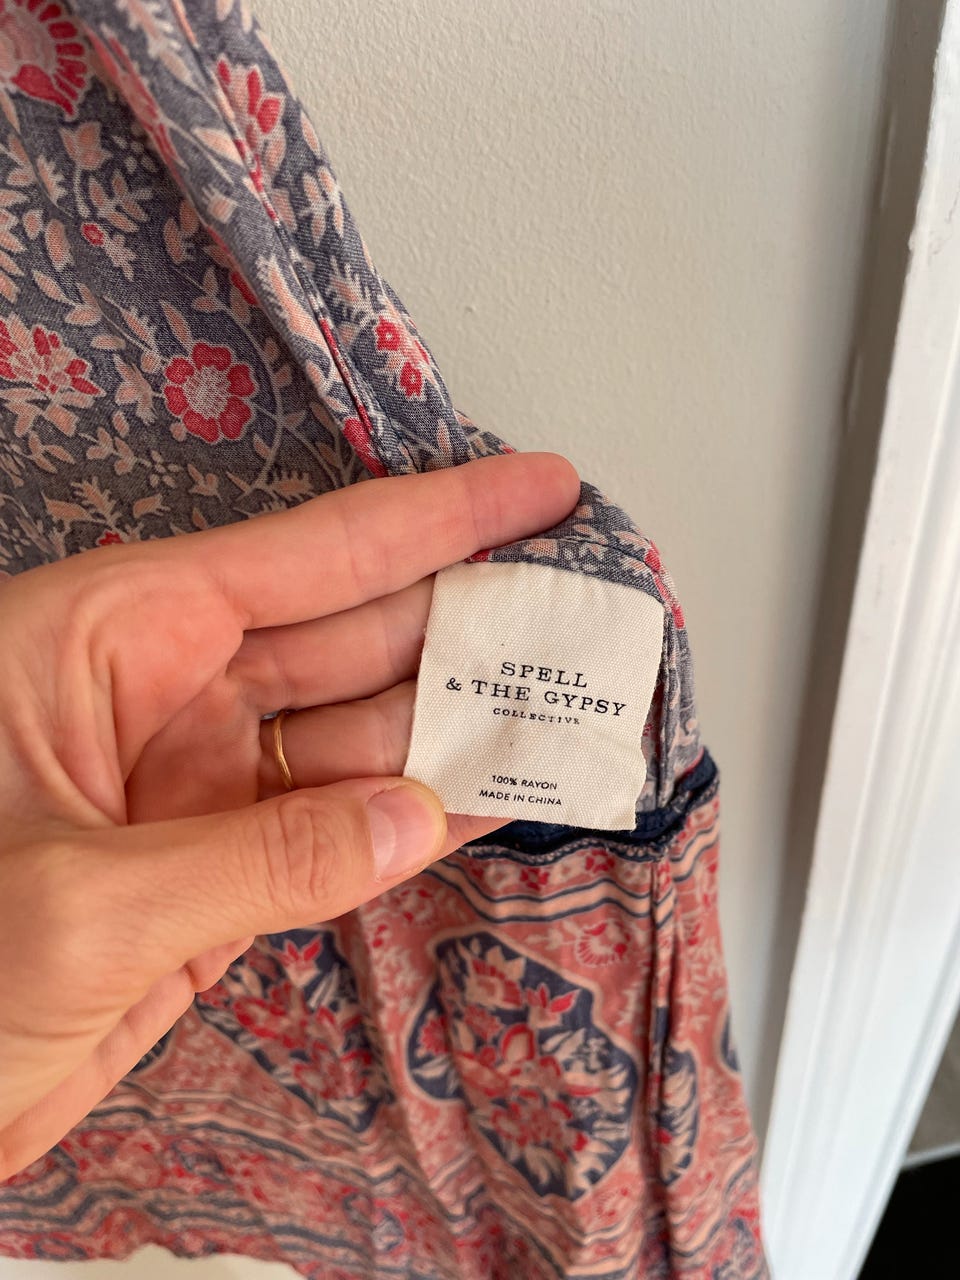 SPELL
& THE GYPSY
COLLECTIVE
100% RAYON
MADE IN CHINA